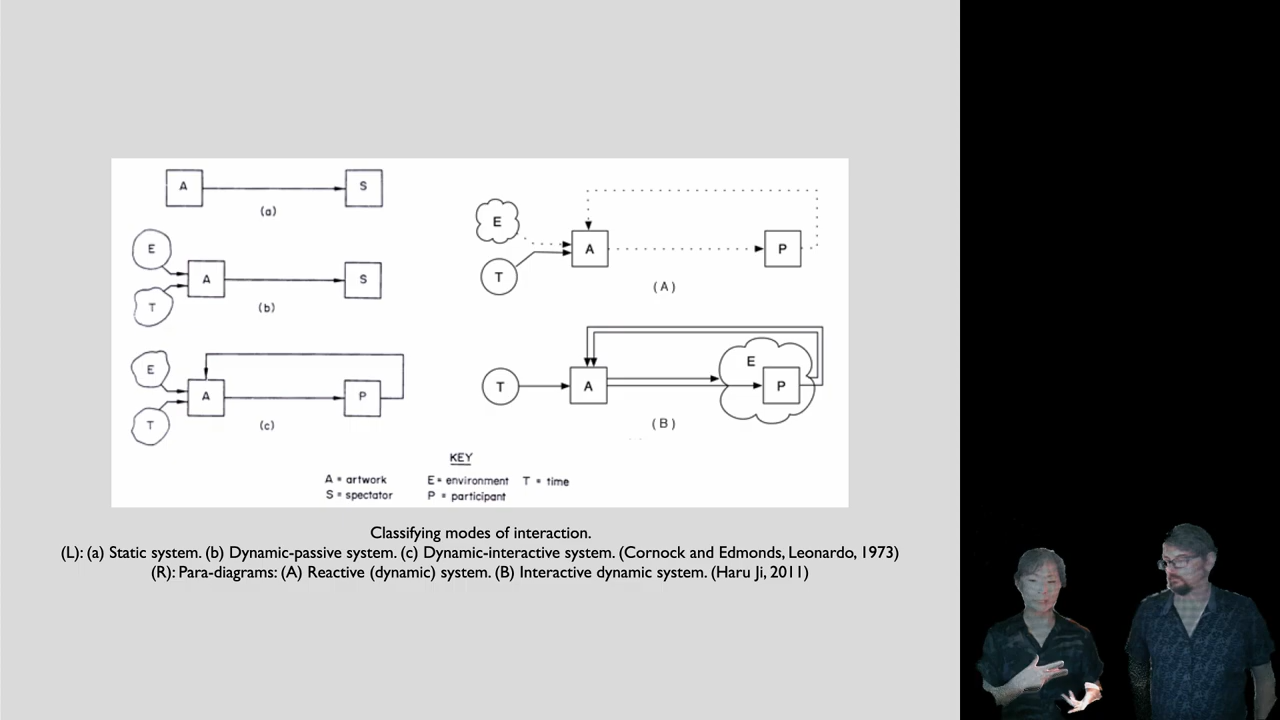 A
S
(a)
E
T
A
S
(b)
E
T
A
P
(c)
E
T
A
P
(A)
T
A
E
P
(B)
KEY
A = artwork E = environment T = time
S = spectator P = participant
Classifying modes of interaction.
(L): (a) Static system. (b) Dynamic-passive system. (c) Dynamic-interactive system. (Cornock and Edmonds, Leonardo, 1973)
(R): Para-diagrams: (A) Reactive (dynamic) system. (B) Interactive dynamic system. (Haru Ji, 2011)